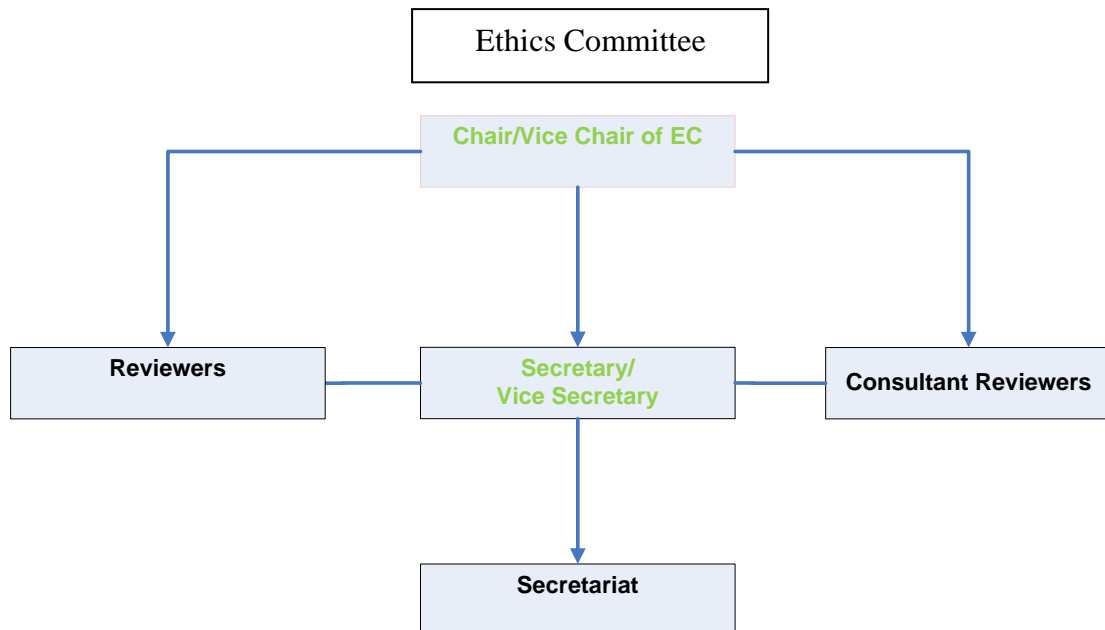 Ethics Committee
Chair/Vice Chair of EC
Reviewers
Secretary/
Vice Secretary
Consultant Reviewers
Secretariat